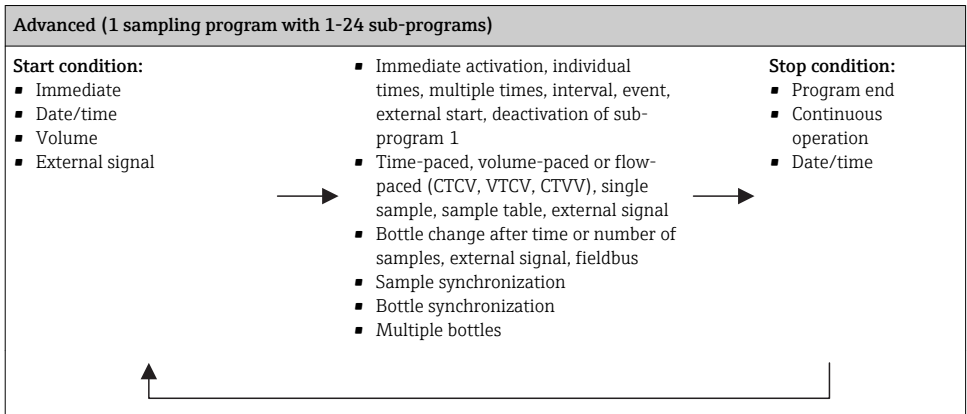 Advanced (1 sampling program with 1-24 sub-programs)
Start condition:
▪ Immediate
▪ Date/time
▪ Volume
▪ External signal
▪ Immediate activation, individual
times, multiple times, interval, event,
external start, deactivation of sub-
program 1
▪ Time-paced, volume-paced or flow-
paced (CTCV, VTCV, CTVV), single
sample, sample table, external signal
▪ Bottle change after time or number of
samples, external signal, fieldbus
▪ Sample synchronization
▪ Bottle synchronization
▪ Multiple bottles
Stop condition:
▪ Program end
▪ Continuous
operation
▪ Date/time